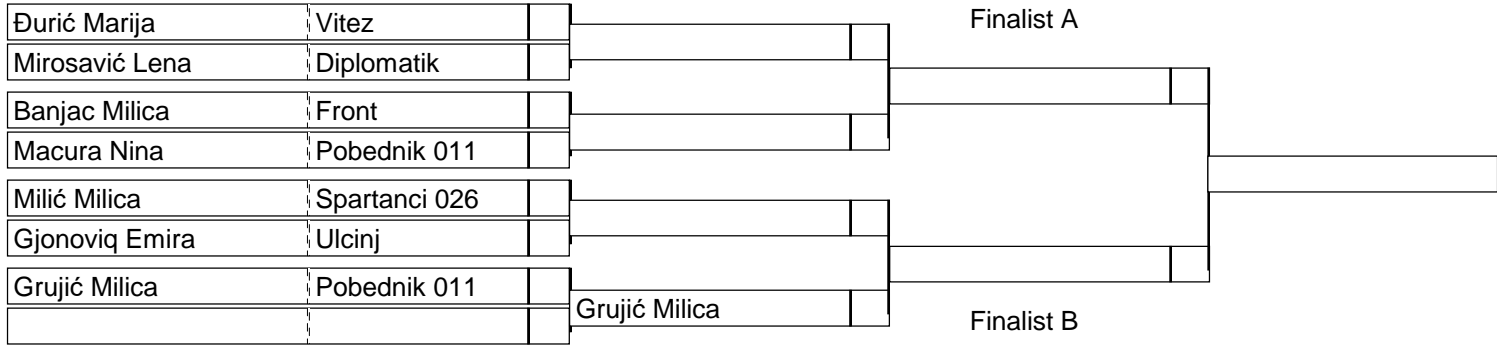 Đurić Marija Vitez
Finalist A
Mirosavić Lena Diplomatik
Banjac Milica Front
Macura Nina Pobednik 011
Milić Milica Spartanci 026
Gjonoviq Emira Ulcinj
Grujić Milica Pobednik 011
Grujić Milica
Finalist B